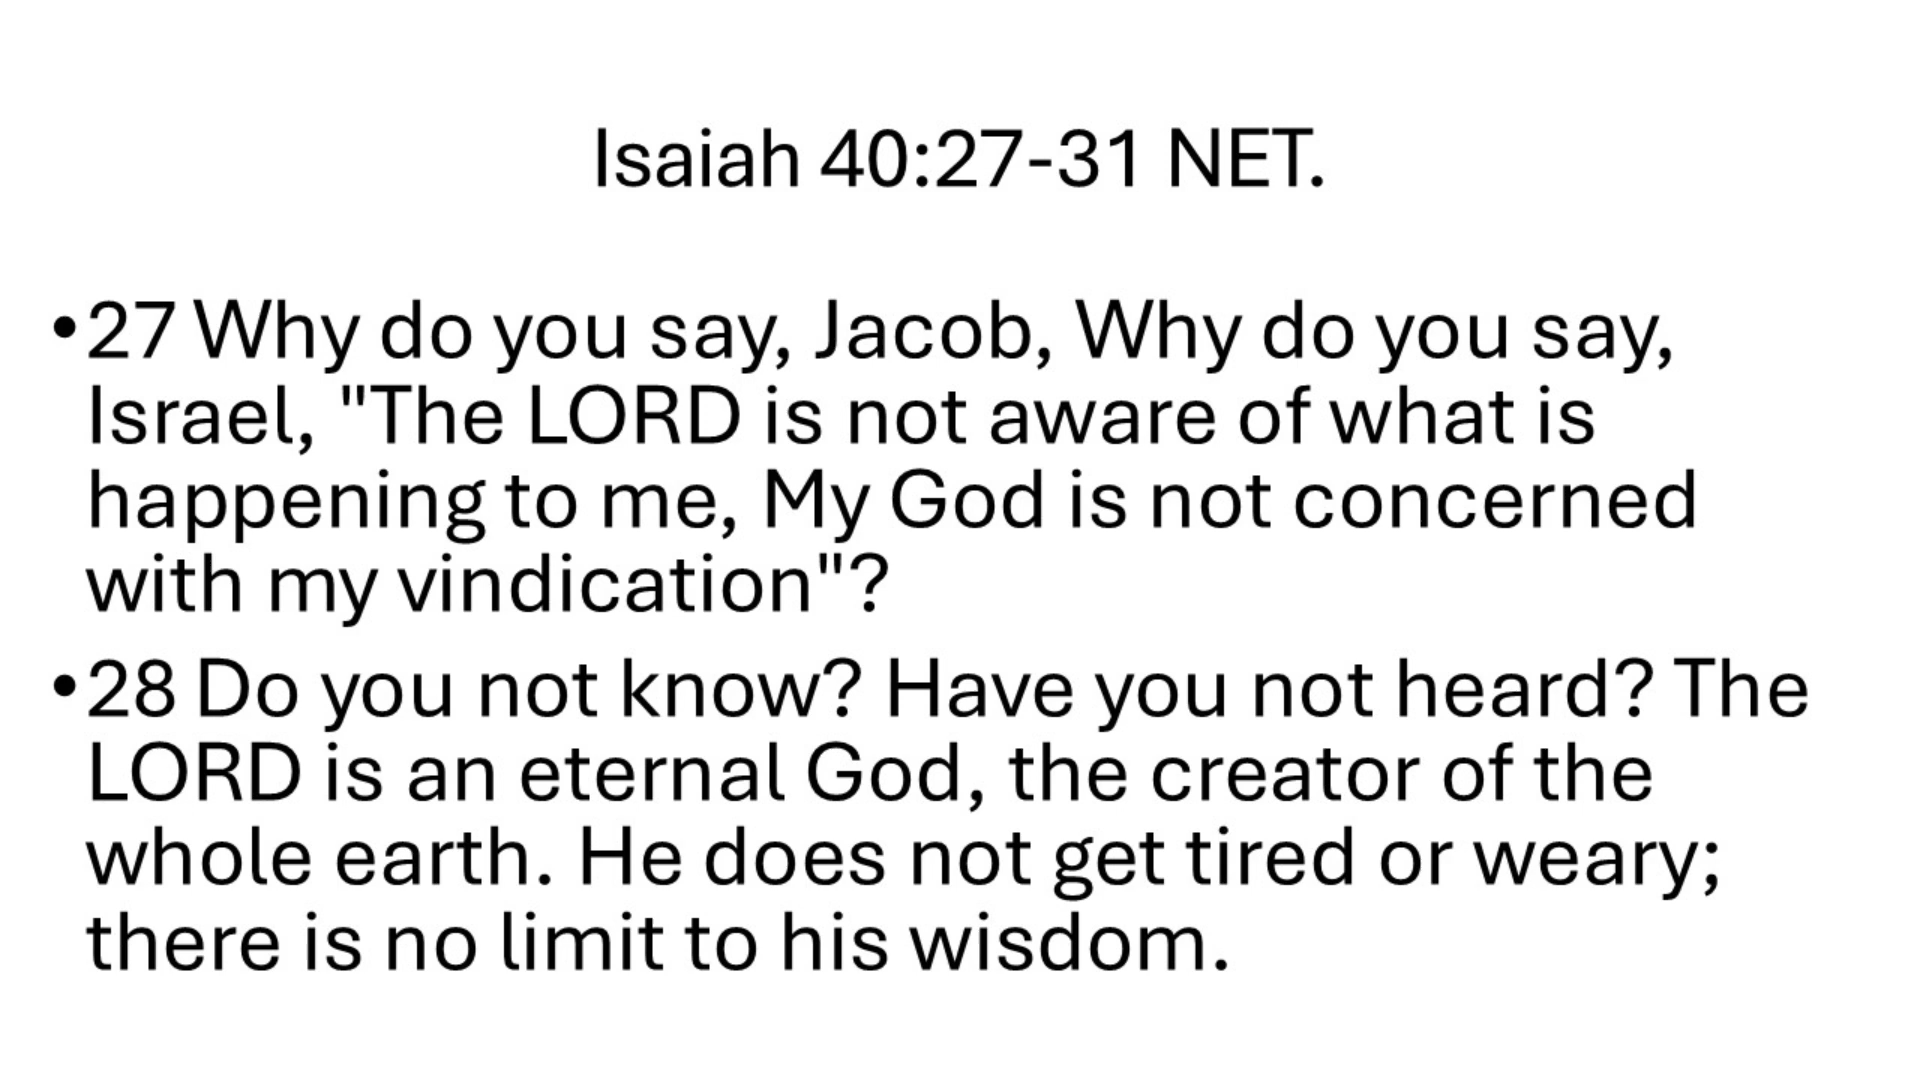 Isaiah 40:27-31 NET.
•27 Why do you say, Jacob, Why do you say,
Israel, "The LORD is not aware of what is
happening to me, My God is not concerned
with my vindication"?
•28 Do you not know? Have you not heard? The
LORD is an eternal God, the creator of the
whole earth. He does not get tired or weary;
there is no limit to his wisdom.